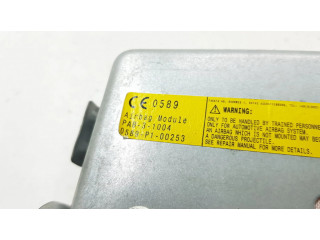 CE 0589
Airbag Module
PAM-3-1004
0589-P1-00253
WARNING:
ONLY TO BE HANDLED BY TRAINED PERSONNEL
ONLY FOR AUTOMOTIVE AIRBAG SYSTEM.
AN AIRBAG WHICH IS NOT MOUNTED MAY BE
A DANGEROUS PROJECTILE.
SEE REPAIR MANUAL FOR MORE DETAILS.